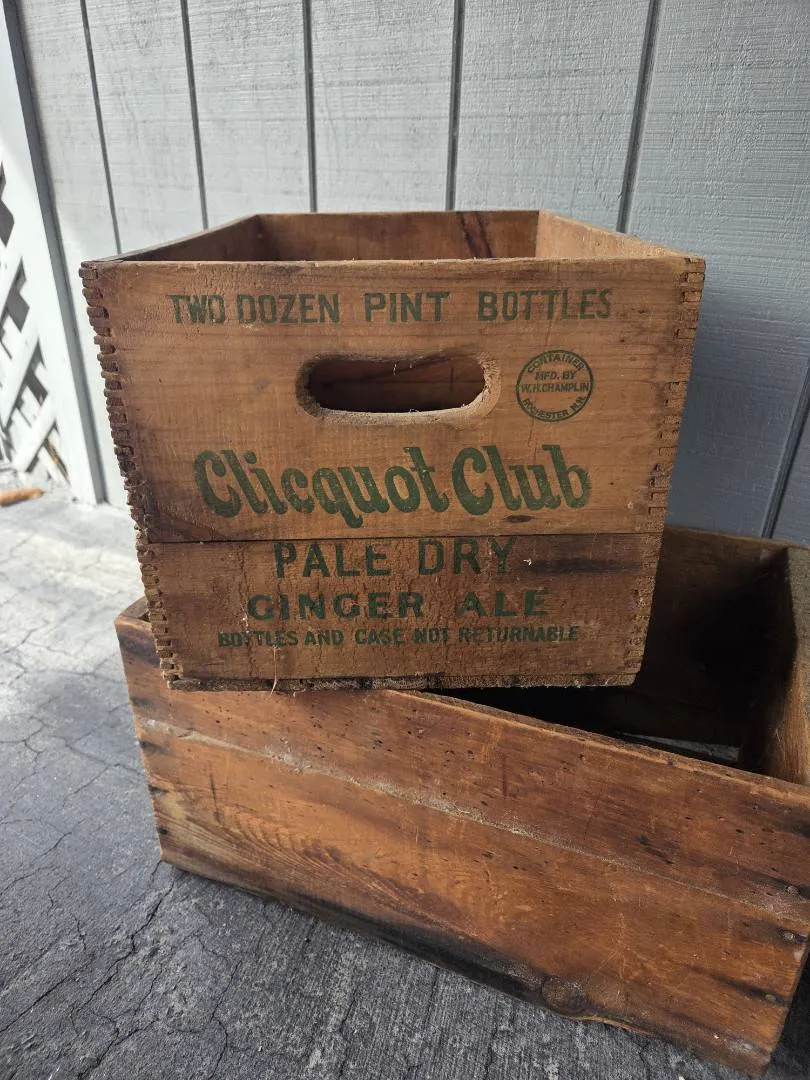 TWO DOZEN PINT BOTTLES
CONTAINER
MFD. BY
W.H.CHAMPLIN
ROCHESTER N.H.
Clicquot Club
PALE DRY
GINGER ALE
BOTTLES AND CASE NOT RETURNABLE